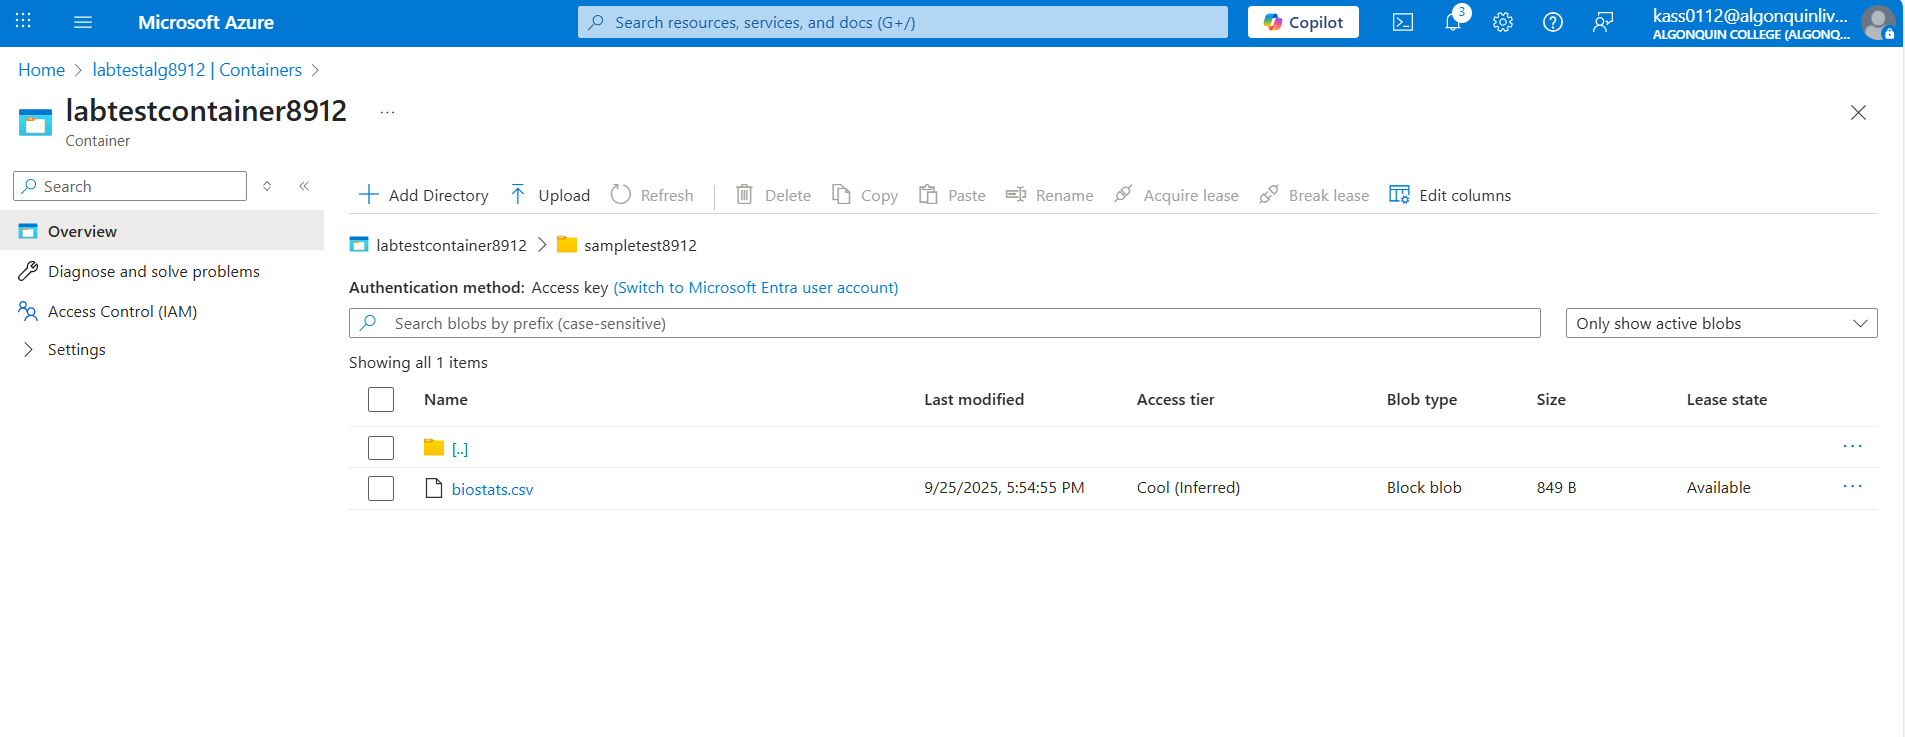 Microsoft Azure
Search resources, services, and docs (G+/)
Copilot
3
kass0112@algonquinliv...
ALGONQUIN COLLEGE (ALGONQ...
Home > labtestalg8912 | Containers >
labtestcontainer8912 ...
Container
Search
Overview
Diagnose and solve problems
Access Control (IAM)
Settings
Add Directory Upload Refresh Delete Copy Paste Rename Acquire lease Break lease Edit columns
labtestcontainer8912 > sampletest8912
Authentication method: Access key (Switch to Microsoft Entra user account)
Search blobs by prefix (case-sensitive) Only show active blobs
Showing all 1 items
Name Last modified Access tier Blob type Size Lease state
[..] ...
biostats.csv 9/25/2025, 5:54:55 PM Cool (Inferred) Block blob 849 B Available ...